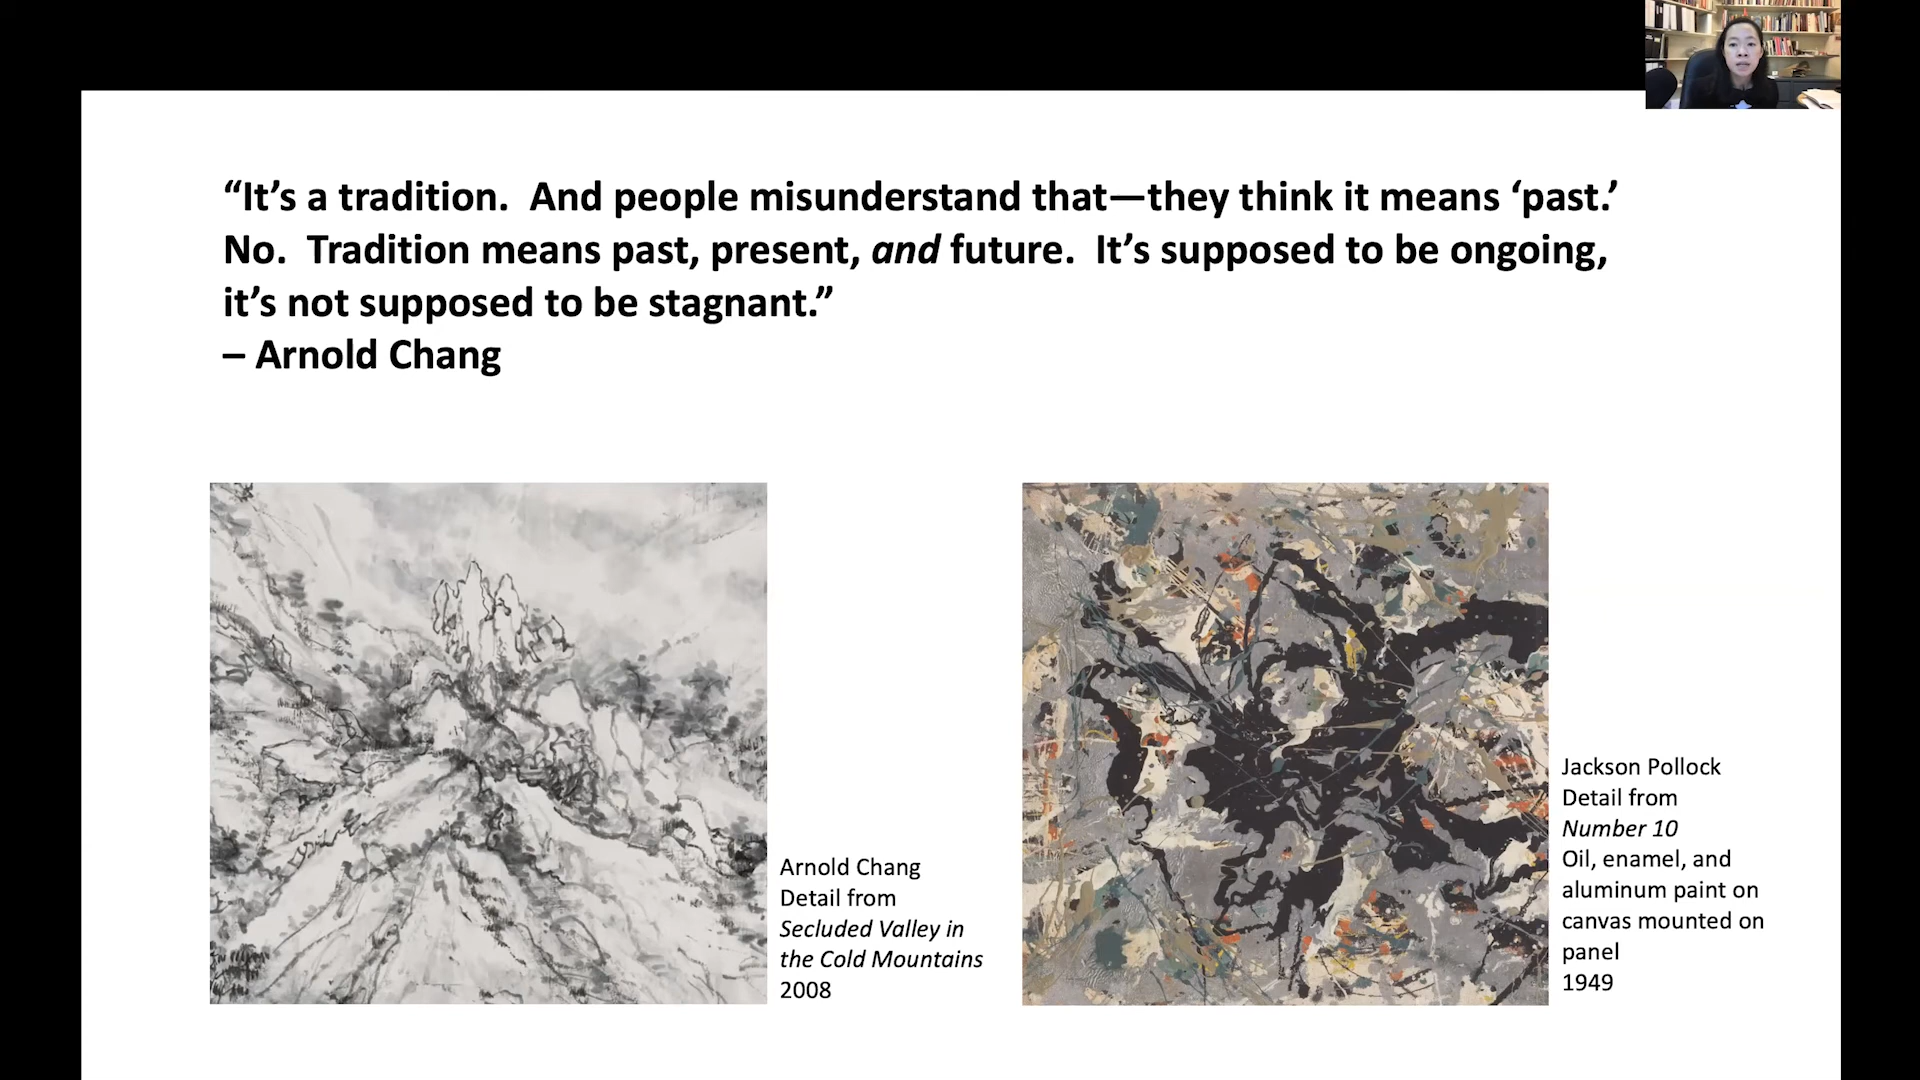 “It’s a tradition.  And people misunderstand that—they think it means ‘past.’
No.  Tradition means past, present, and future.  It’s supposed to be ongoing,
it’s not supposed to be stagnant.”
– Arnold Chang
Arnold Chang
Detail from
Secluded Valley in
the Cold Mountains
2008
Jackson Pollock
Detail from
Number 10
Oil, enamel, and
aluminum paint on
canvas mounted on
panel
1949